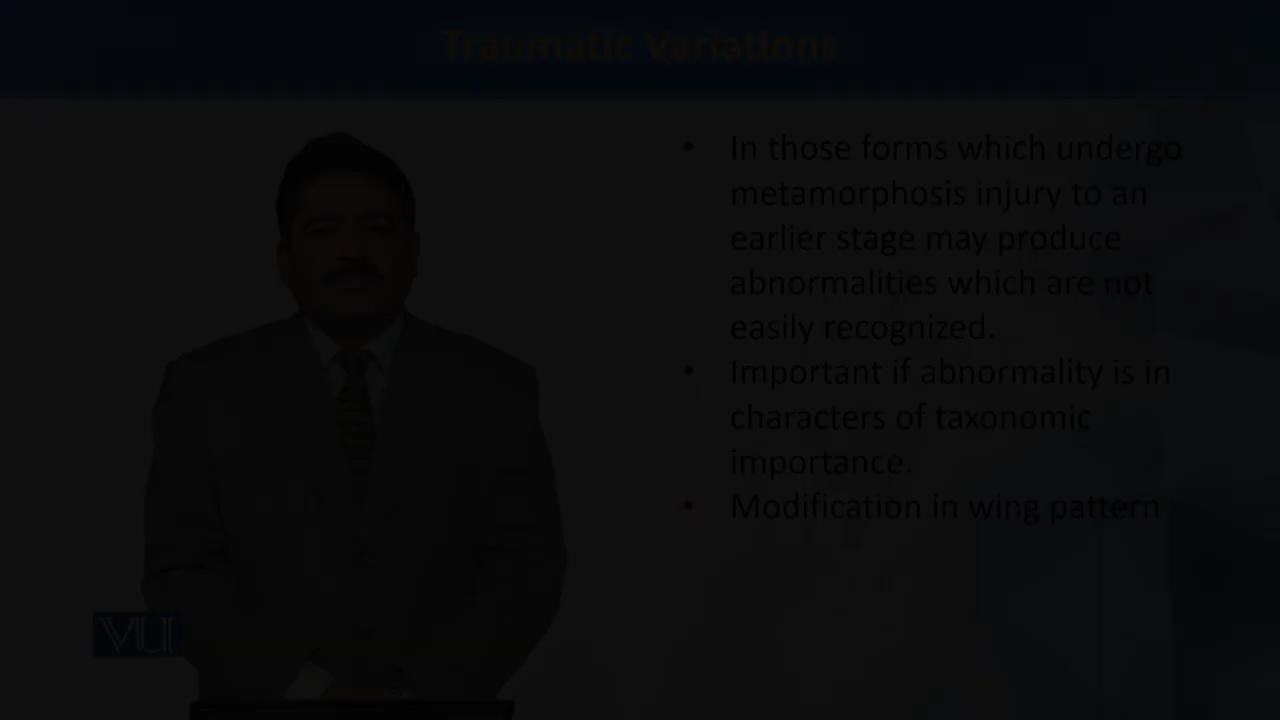 Traumatic Variations
• In those forms which undergo
metamorphosis injury to an
earlier stage may produce
abnormalities which are not
easily recognized.
• Important if abnormality is in
characters of taxonomic
importance.
• Modification in wing pattern
VU